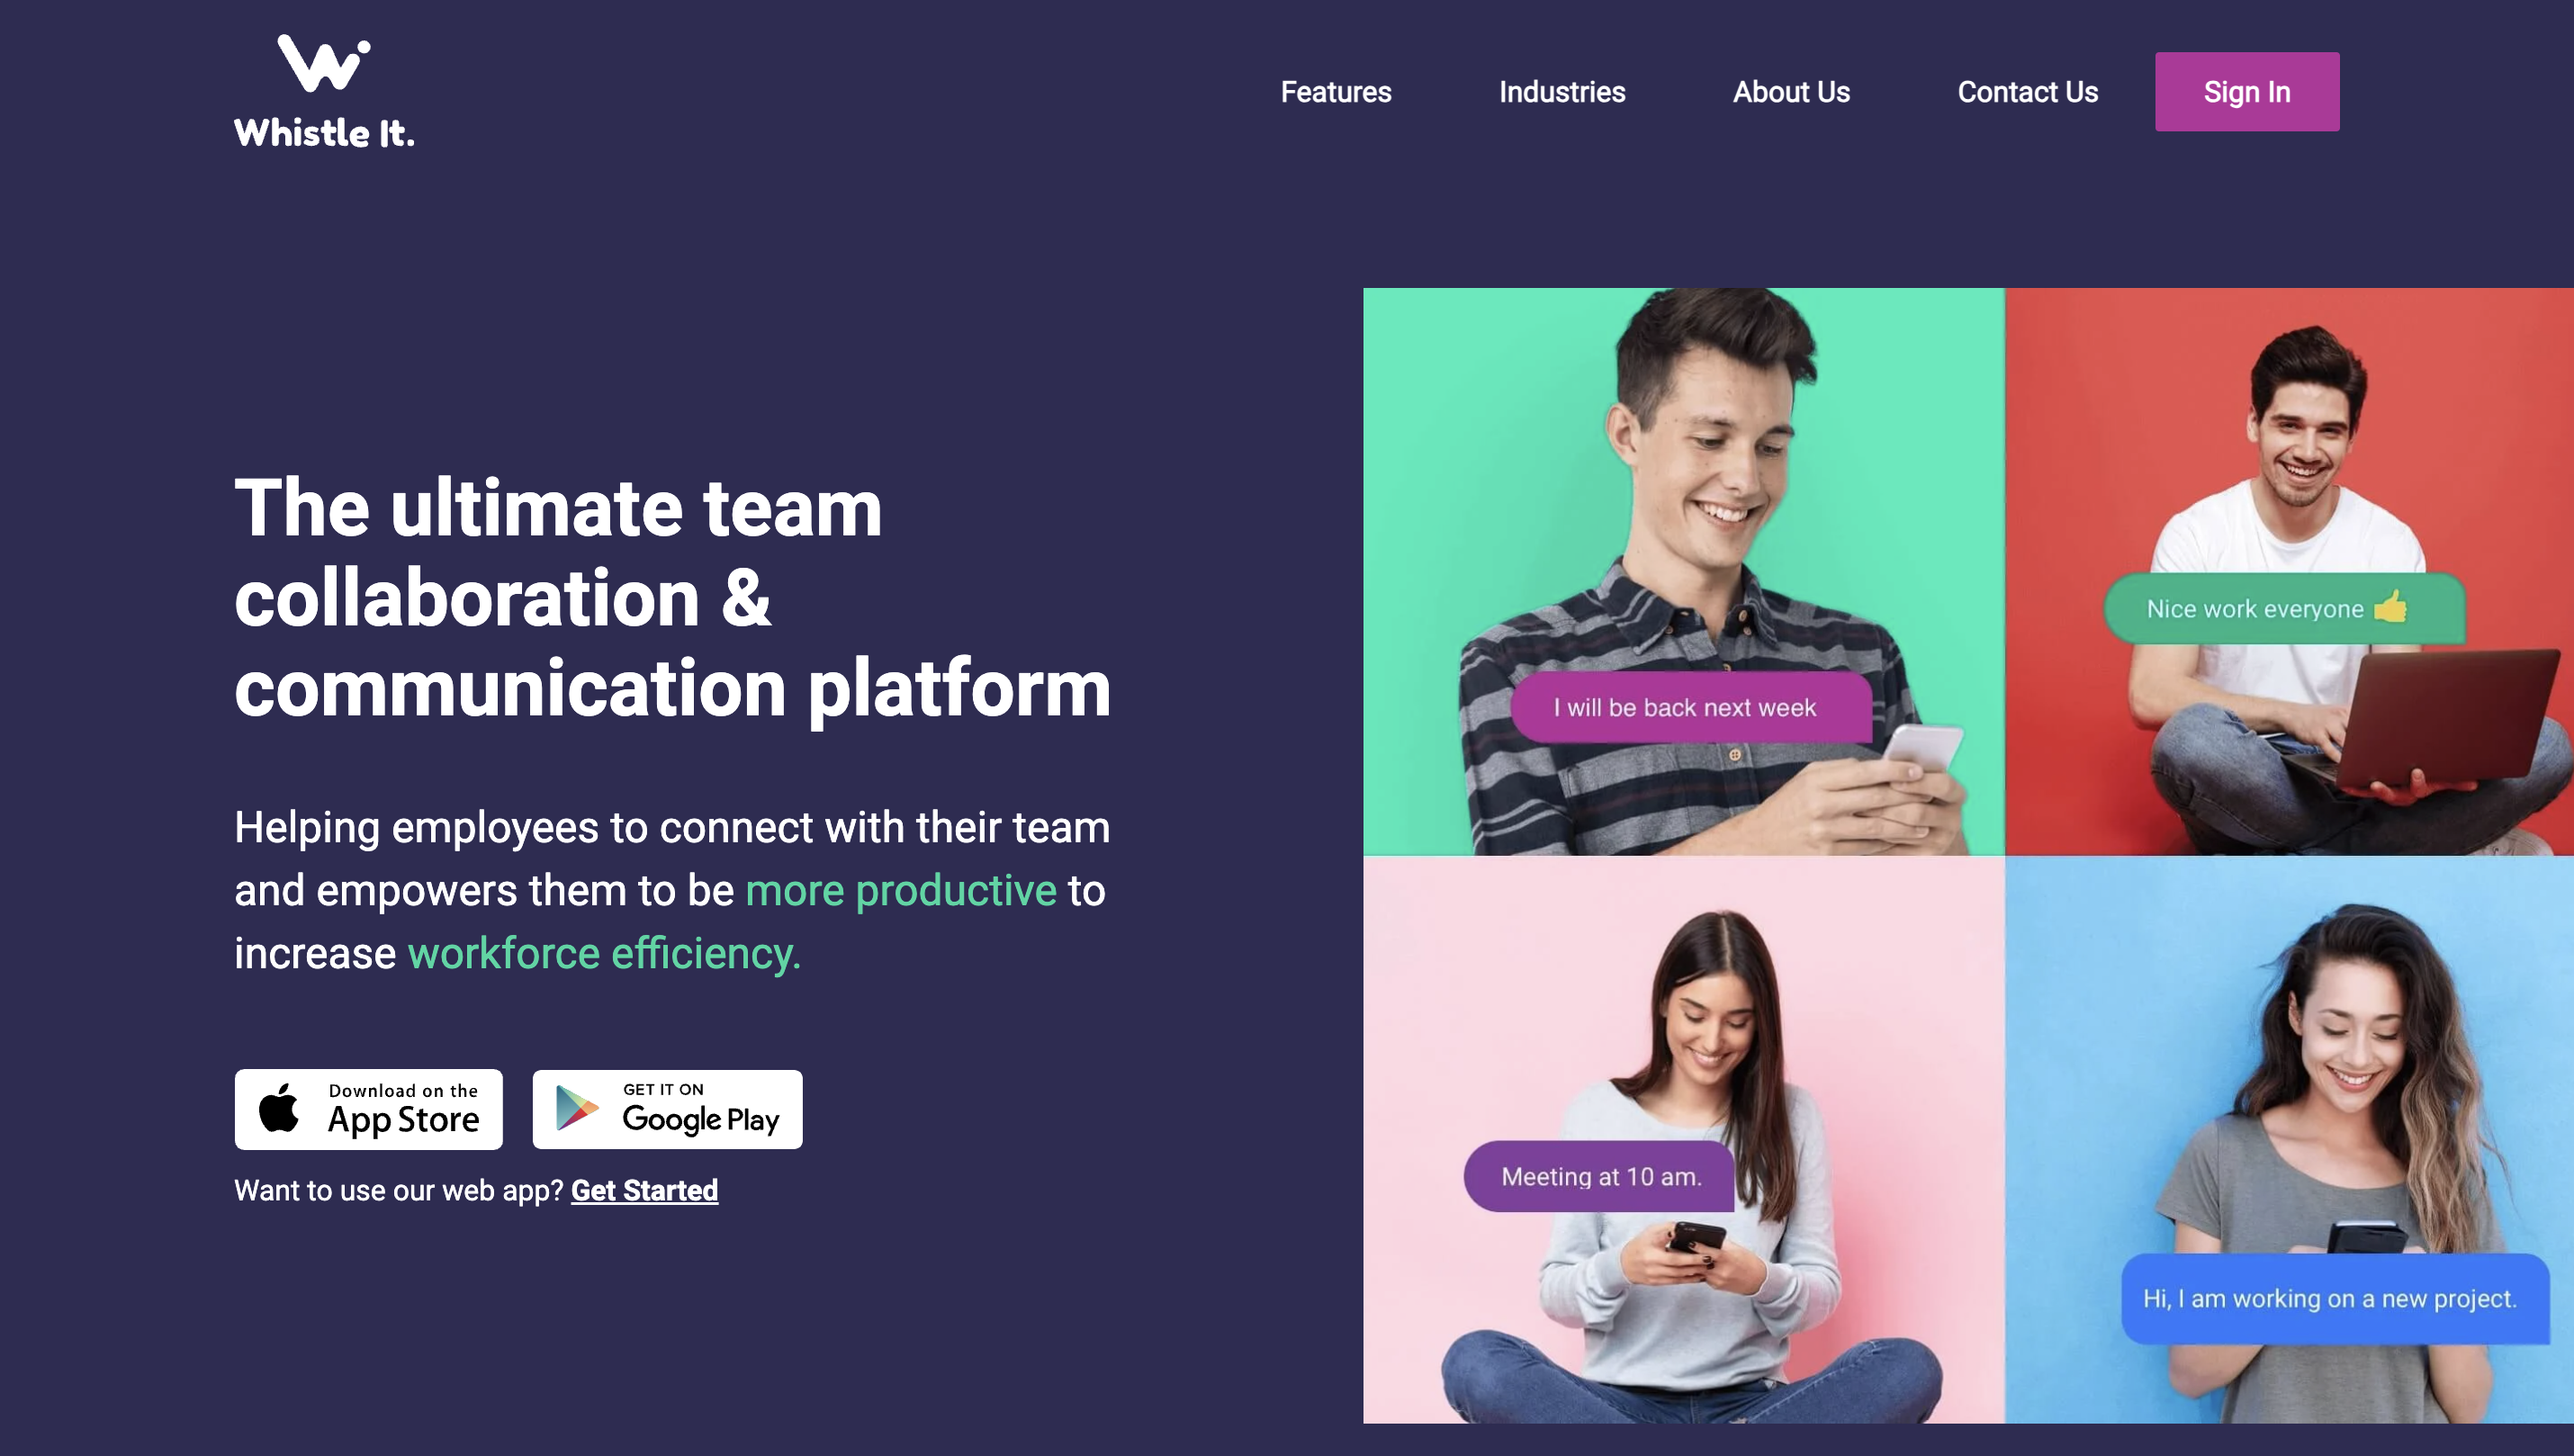 Whistle It.
Features
Industries
About Us
Contact Us
Sign In
The ultimate team
collaboration &
communication platform
Helping employees to connect with their team
and empowers them to be more productive to
increase workforce efficiency.
Download on the
App Store
GET IT ON
Google Play
Want to use our web app? Get Started
I will be back next week
Nice work everyone 👍
Meeting at 10 am.
Hi, I am working on a new project.